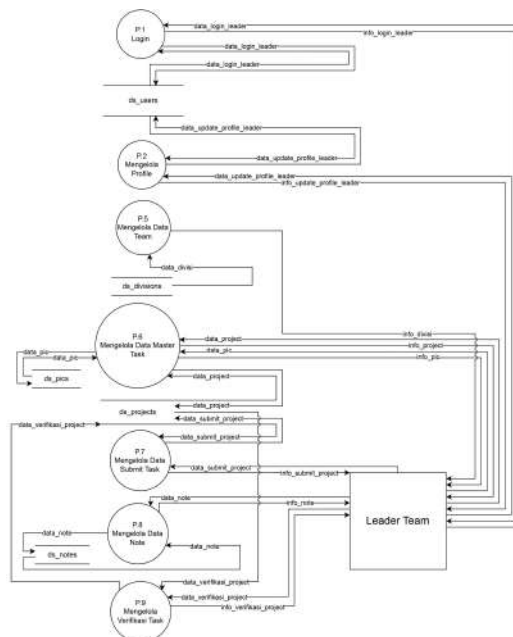 P.1
Login
data_login_leader
info_login_leader
data_login_leader
data_login_leader
ds_users
data_update_profile_leader
data_update_profile_leader
P.2
Mengelola
Profile
data_update_profile_leader
info_update_profile_leader
P.5
Mengelola Data
Team
data_divisi
ds_divisions
P.6
Mengelola Data Master
Task
info_divisi
data_project
info_project
data_pic
info_pic
data_pic
data_pic
ds_pics
data_project
data_project
ds_projects
data_verifikasi_project
data_submit_project
data_submit_project
P.7
Mengelola Data
Submit Task
data_submit_project
info_submit_project
Leader Team
data_note
info_note
P.8
Mengelola Data
Note
data_note
data_note
ds_notes
data_verifikasi_project
data_verifikasi_project
info_verifikasi_project
P.9
Mengelola
Verifikasi Task